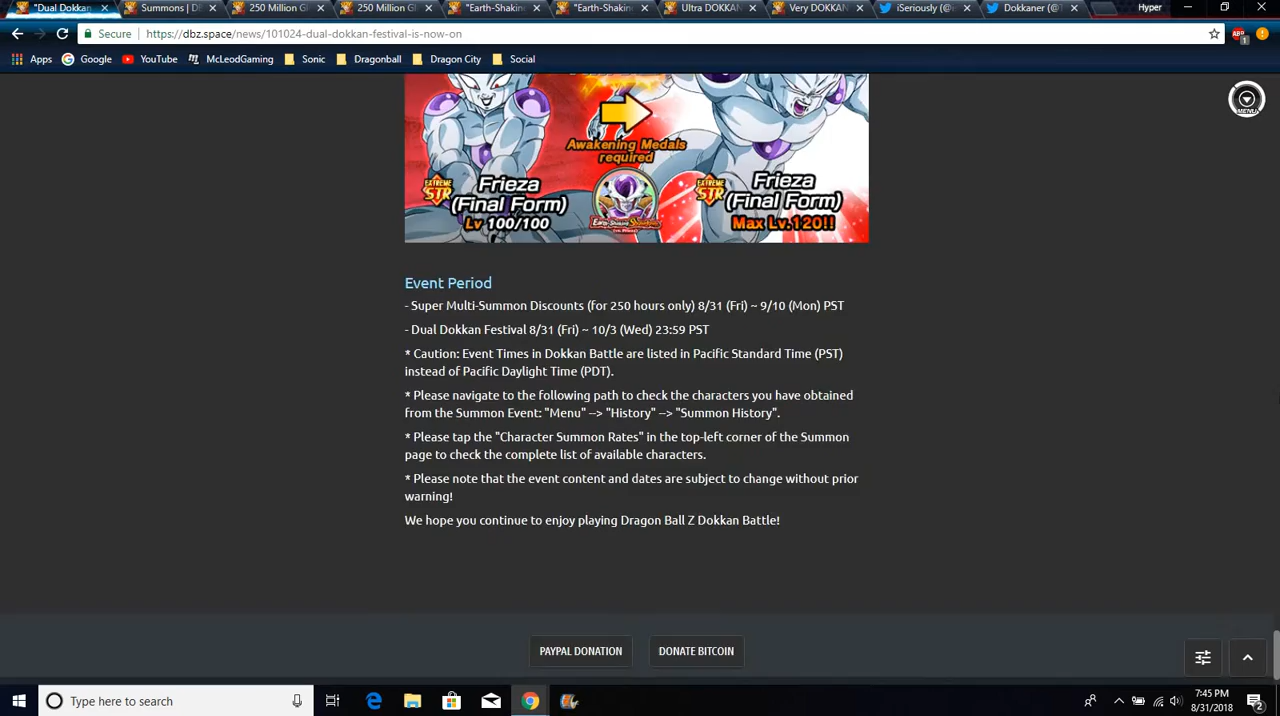 "Dual Dokk
Summons | D
250 Million Gl
250 Million Gl
"Earth-Shakin
"Earth-Shakin
Ultra DOKKAN
Very DOKKAN
iSeriously (@
Dokkaner (@T
Hyper
Secure
https://dbz.space/news/101024-dual-dokkan-festival-is-now-on
ABP
1
Apps
Google
YouTube
McLeodGaming
Sonic
Dragonball
Dragon City
Social
MENU
Awakening Medals
required
EXTREME
STR
Frieza
(Final Form)
Lv 100/100
EXTREME
STR
Frieza
(Final Form)
Max Lv.120!!
Event Period
- Super Multi-Summon Discounts (for 250 hours only) 8/31 (Fri) ~ 9/10 (Mon) PST
- Dual Dokkan Festival 8/31 (Fri) ~ 10/3 (Wed) 23:59 PST
* Caution: Event Times in Dokkan Battle are listed in Pacific Standard Time (PST)
instead of Pacific Daylight Time (PDT).
* Please navigate to the following path to check the characters you have obtained
from the Summon Event: "Menu" --> "History" --> "Summon History".
* Please tap the "Character Summon Rates" in the top-left corner of the Summon
page to check the complete list of available characters.
* Please note that the event content and dates are subject to change without prior
warning!
We hope you continue to enjoy playing Dragon Ball Z Dokkan Battle!
PAYPAL DONATION
DONATE BITCOIN
Type here to search
7:45 PM
8/31/2018
2